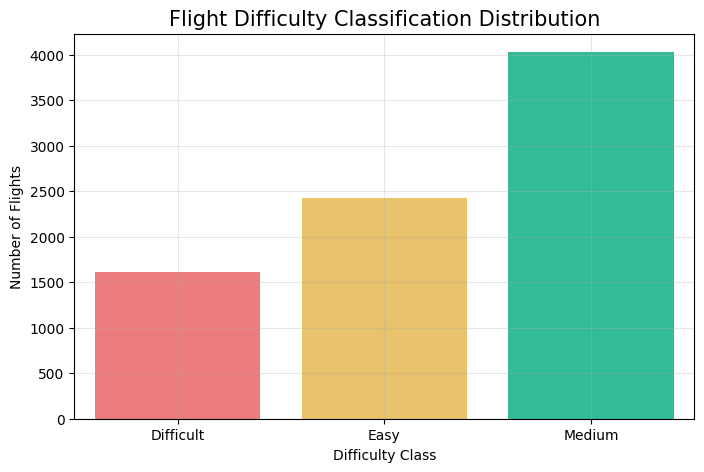 Flight Difficulty Classification Distribution
Number of Flights
4000
3500
3000
2500
2000
1500
1000
500
0
Difficult
Easy
Medium
Difficulty Class